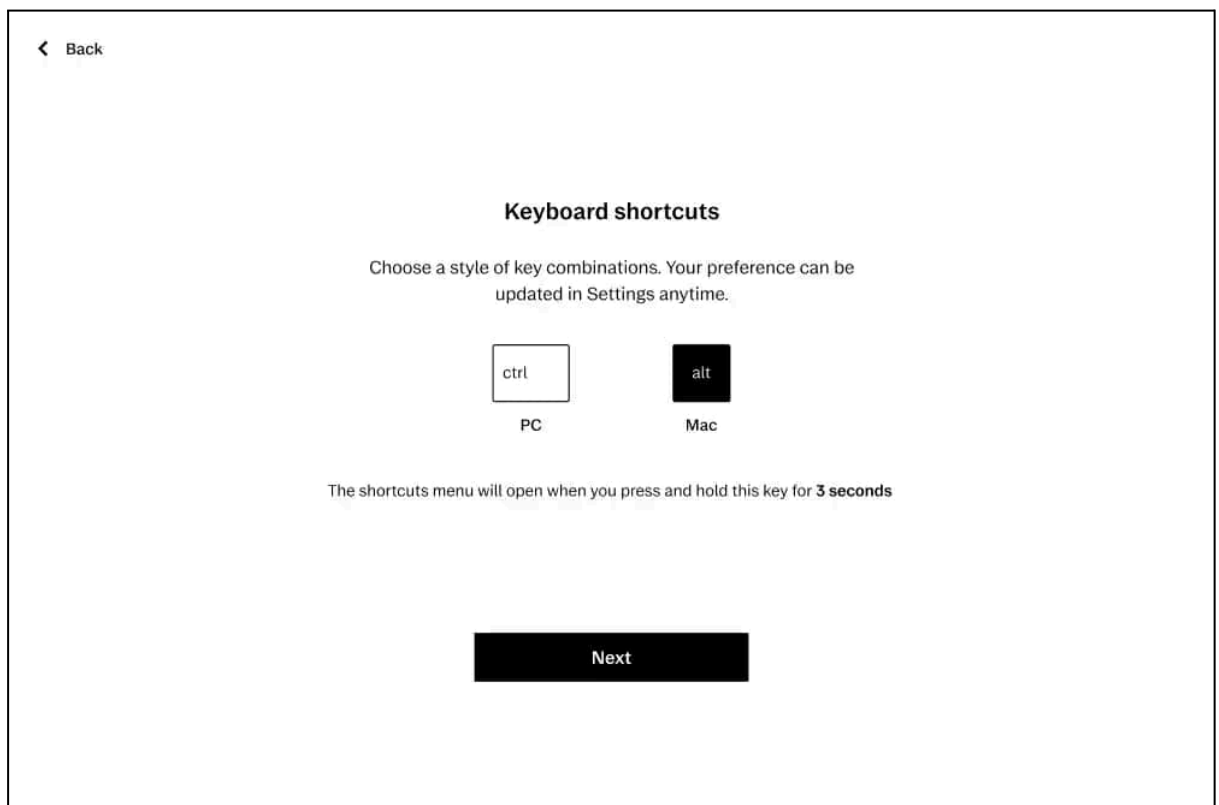 Back
Keyboard shortcuts
Choose a style of key combinations. Your preference can be
updated in Settings anytime.
ctrl
alt
PC
Mac
The shortcuts menu will open when you press and hold this key for 3 seconds
Next